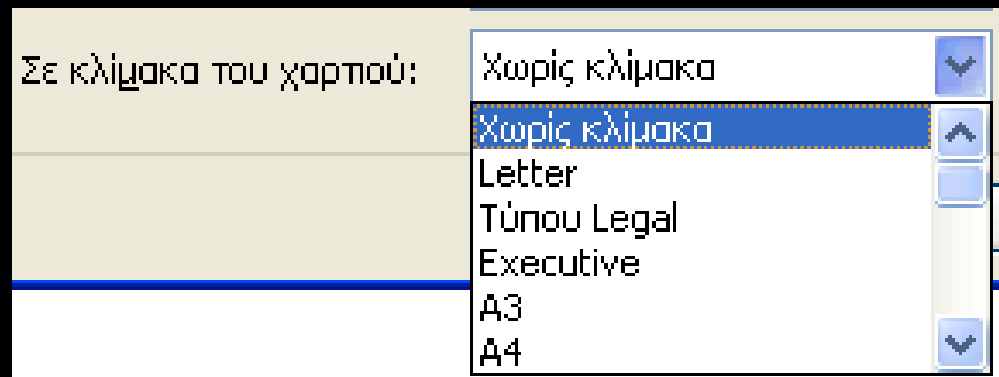 Σε κλίμακα του χαρτιού:
Χωρίς κλίμακα
Χωρίς κλίμακα
Letter
Τύπου Legal
Executive
A3
A4